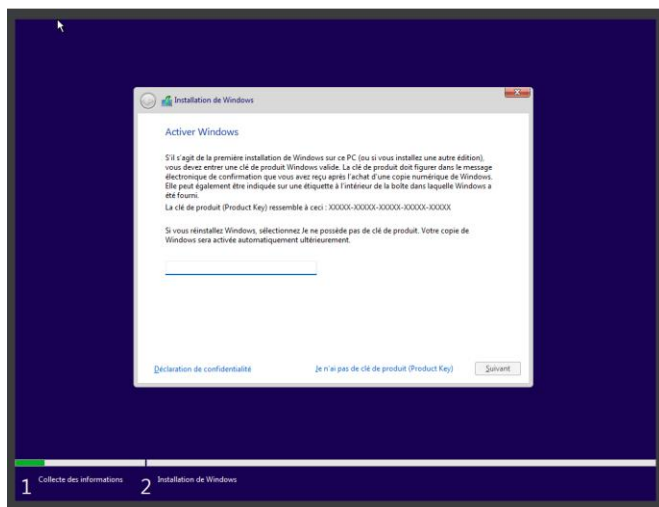 Installation de Windows
Activer Windows
S'il s'agit de la première installation de Windows sur ce PC (ou si vous installez une autre édition),
vous devez entrer une clé de produit Windows valide. La clé de produit doit figurer dans le message
électronique de confirmation que vous avez reçu après l'achat d'une copie numérique de Windows.
Elle peut également être indiquée sur une étiquette à l'intérieur de la boîte dans laquelle Windows a
été fourni.
La clé de produit (Product Key) ressemble à ceci : XXXXX-XXXXX-XXXXX-XXXXX-XXXXX
Si vous réinstallez Windows, sélectionnez Je ne possède pas de clé de produit. Votre copie de
Windows sera activée automatiquement ultérieurement.
Déclaration de confidentialité
Je n'ai pas de clé de produit (Product Key)
Suivant
1 Collecte des informations
2 Installation de Windows